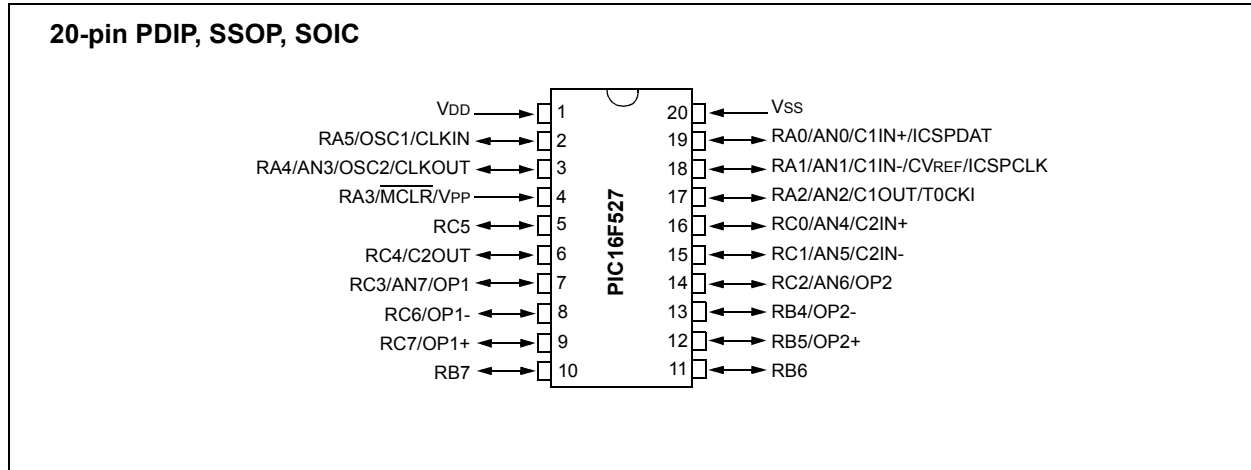 20-pin PDIP, SSOP, SOIC
VDD 1
RA5/OSC1/CLKIN 2
RA4/AN3/OSC2/CLKOUT 3
RA3/MCLR/VPP 4
RC5 5
RC4/C2OUT 6
RC3/AN7/OP1 7
RC6/OP1- 8
RC7/OP1+ 9
RB7 10
PIC16F527
20 VSS
19 RA0/AN0/C1IN+/ICSPDAT
18 RA1/AN1/C1IN-/CVREF/ICSPCLK
17 RA2/AN2/C1OUT/T0CKI
16 RC0/AN4/C2IN+
15 RC1/AN5/C2IN-
14 RC2/AN6/OP2
13 RB4/OP2-
12 RB5/OP2+
11 RB6